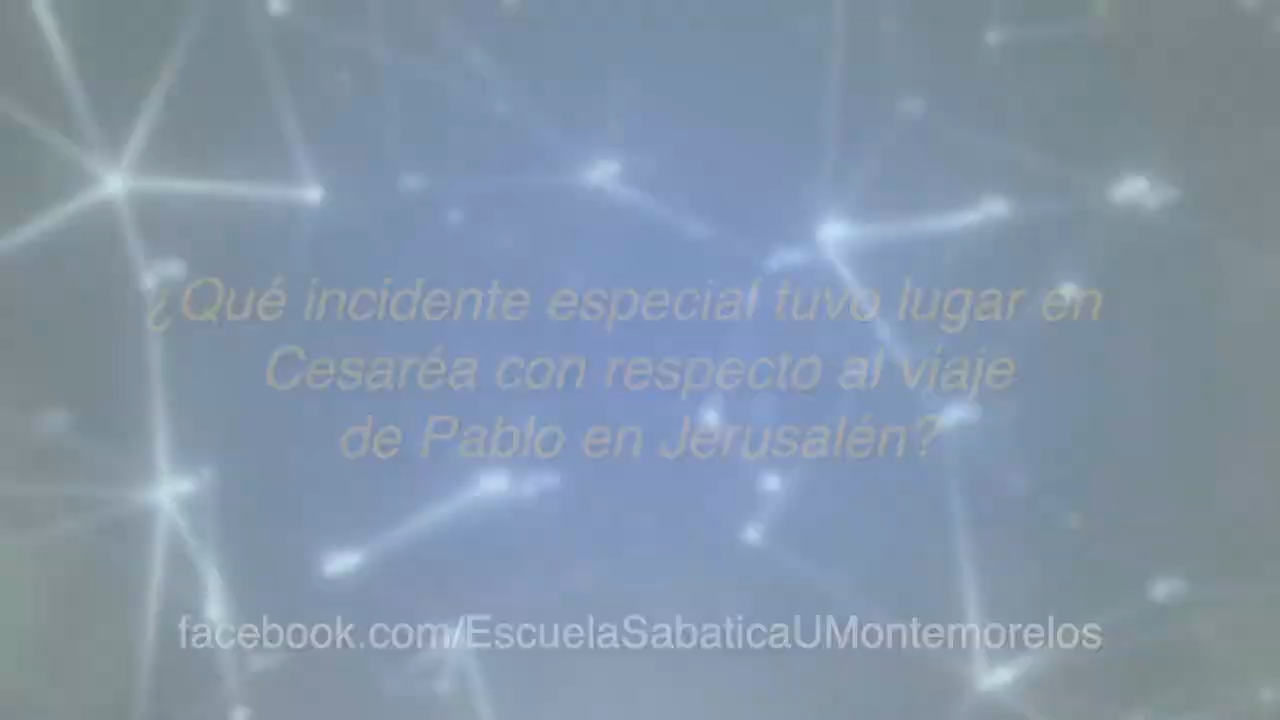 ¿Qué incidente especial tuvo lugar en
Cesaréa con respecto al viaje
de Pablo en Jerusalén?
facebook.com/EscuelaSabaticaUMontemorelos